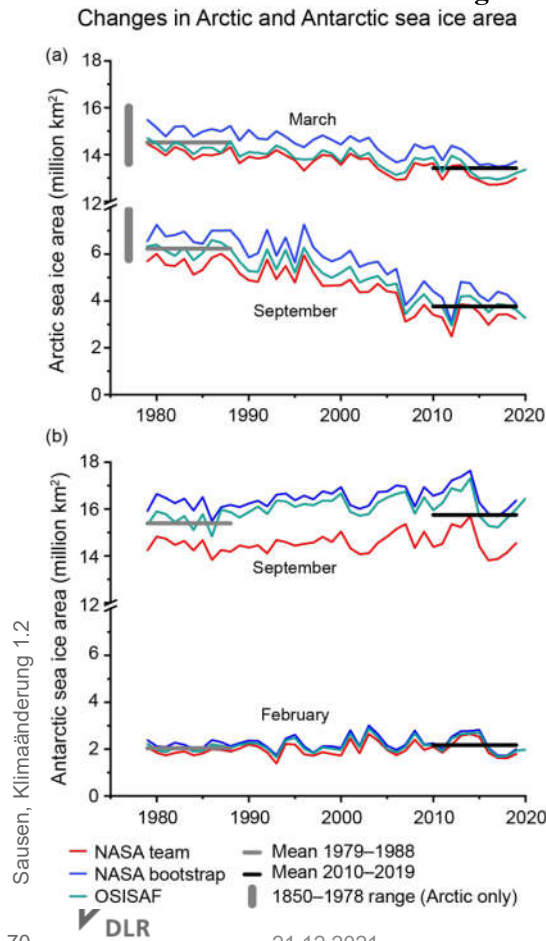 Changes in Arctic and Antarctic sea ice area
(a)
Arctic sea ice area (million km²)
18
16
14
12
6
4
2
0
March
September
1980
1990
2000
2010
2020
(b)
Antarctic sea ice area (million km²)
18
16
14
12
6
4
2
0
September
February
1980
1990
2000
2010
2020
NASA team
Mean 1979–1988
NASA bootstrap
Mean 2010–2019
OSISAF
1850–1978 range (Arctic only)
Sausen, Klimaänderung 1.2
DLR